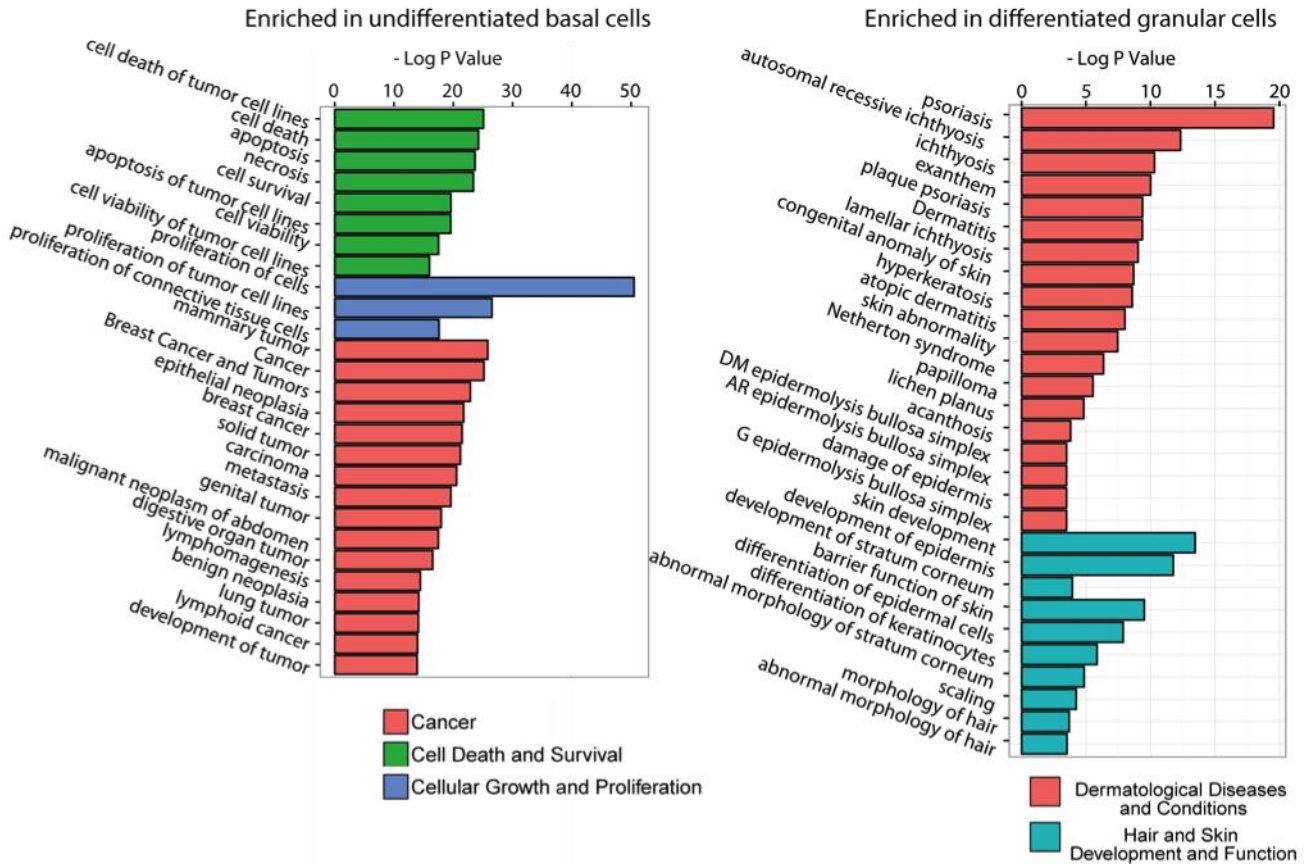 Enriched in undifferentiated basal cells
- Log P Value
0 10 20 30 40 50
cell death of tumor cell lines
cell death
apoptosis
necrosis
cell survival
apoptosis of tumor cell lines
cell viability
cell viability of tumor cell lines
proliferation of cells
proliferation of tumor cell lines
proliferation of connective tissue cells
mammary tumor
Cancer
Breast Cancer and Tumors
epithelial neoplasia
breast cancer
solid tumor
carcinoma
metastasis
genital tumor
malignant neoplasm of abdomen
digestive organ tumor
lymphomagenesis
benign neoplasia
lung tumor
lymphoid cancer
development of tumor
Cancer
Cell Death and Survival
Cellular Growth and Proliferation
Enriched in differentiated granular cells
- Log P Value
0 5 10 15 20
psoriasis
autosomal recessive ichthyosis
ichthyosis
exanthem
plaque psoriasis
Dermatitis
lamellar ichthyosis
congenital anomaly of skin
hyperkeratosis
atopic dermatitis
skin abnormality
Netherton syndrome
papilloma
lichen planus
acanthosis
DM epidermolysis bullosa simplex
AR epidermolysis bullosa simplex
damage of epidermis
G epidermolysis bullosa simplex
skin development
development of epidermis
development of stratum corneum
barrier function of skin
differentiation of epidermal cells
differentiation of keratinocytes
abnormal morphology of stratum corneum
scaling
morphology of hair
abnormal morphology of hair
Dermatological Diseases
and Conditions
Hair and Skin
Development and Function